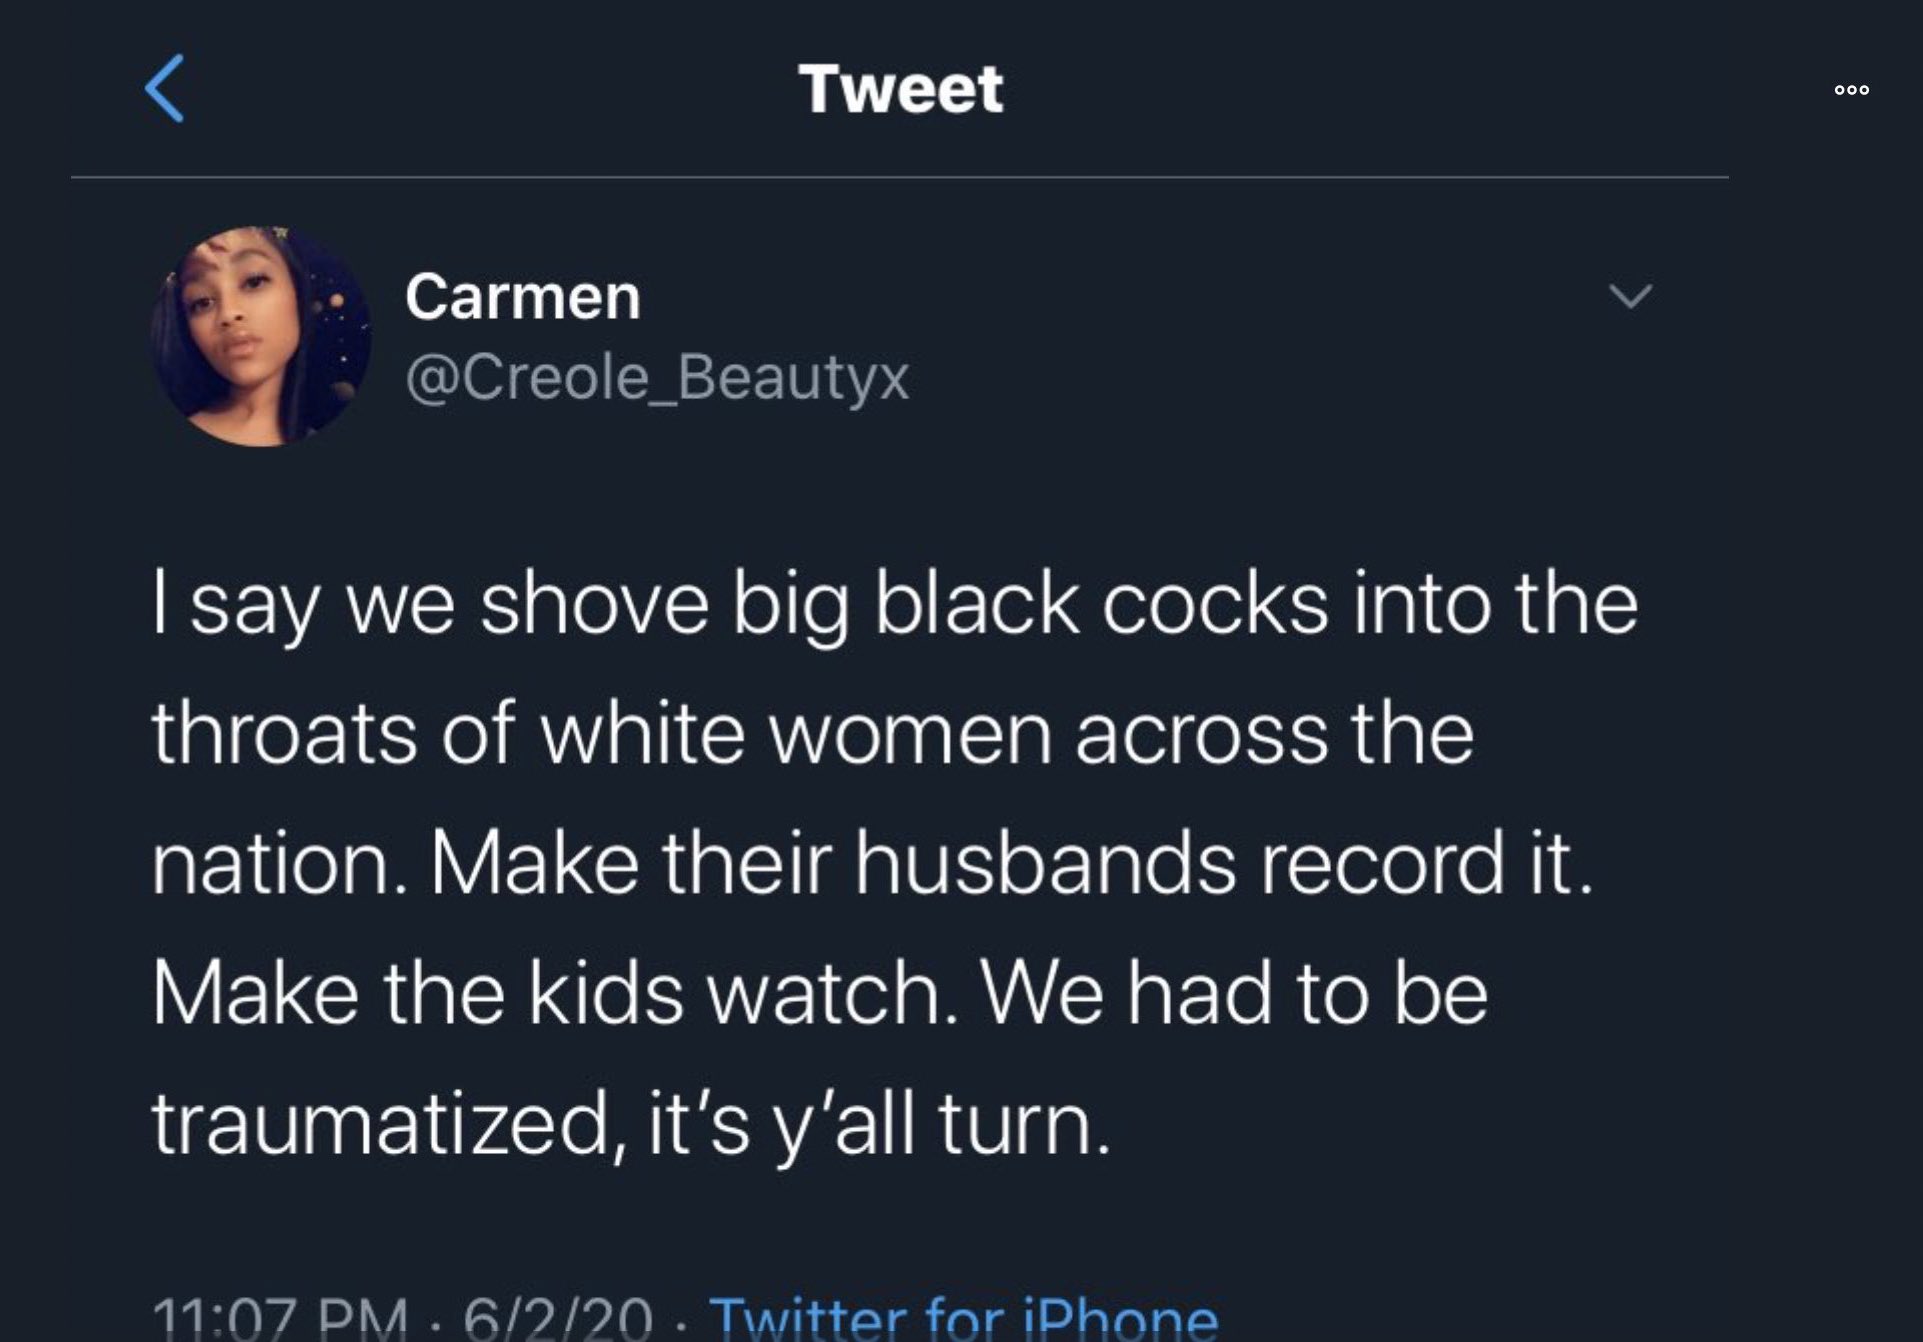 Tweet
Carmen
@Creole_Beautyx
I say we shove big black cocks into the
throats of white women across the
nation. Make their husbands record it.
Make the kids watch. We had to be
traumatized, it's y'all turn.
11:07 PM · 6/2/20 · Twitter for iPhone